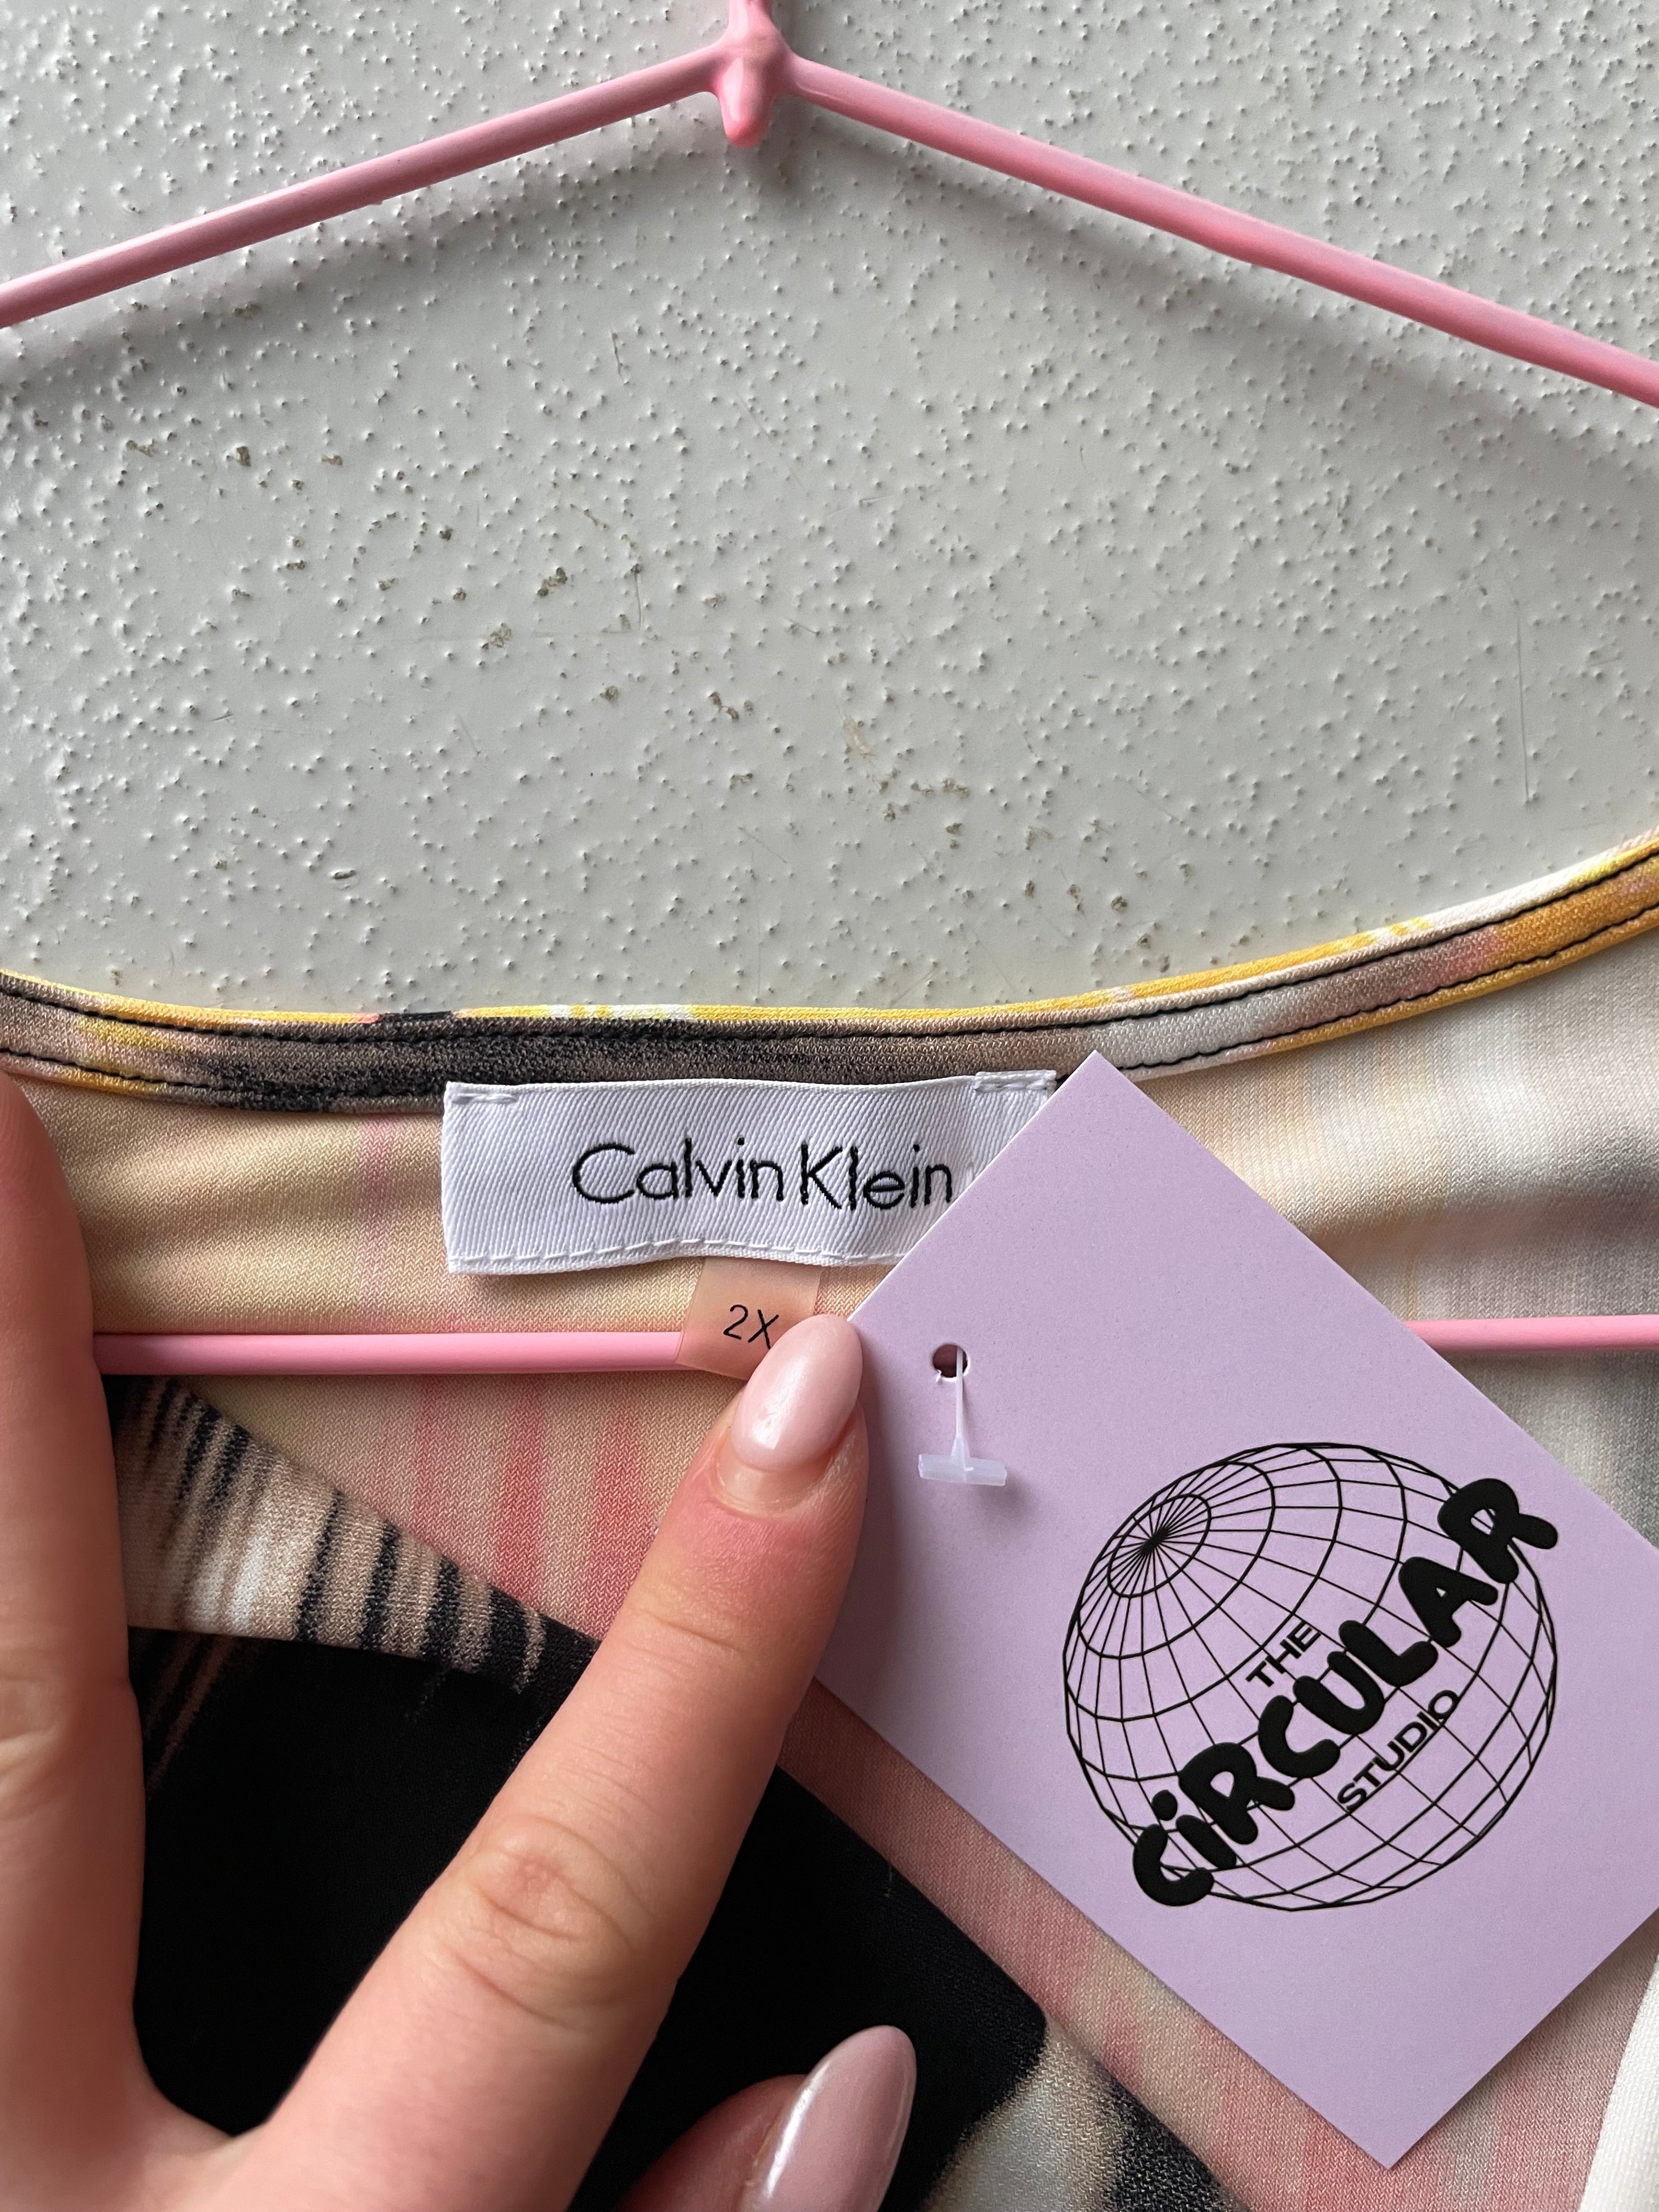 Calvin Klein
2X
THE
CiRCULAR
STUDIO